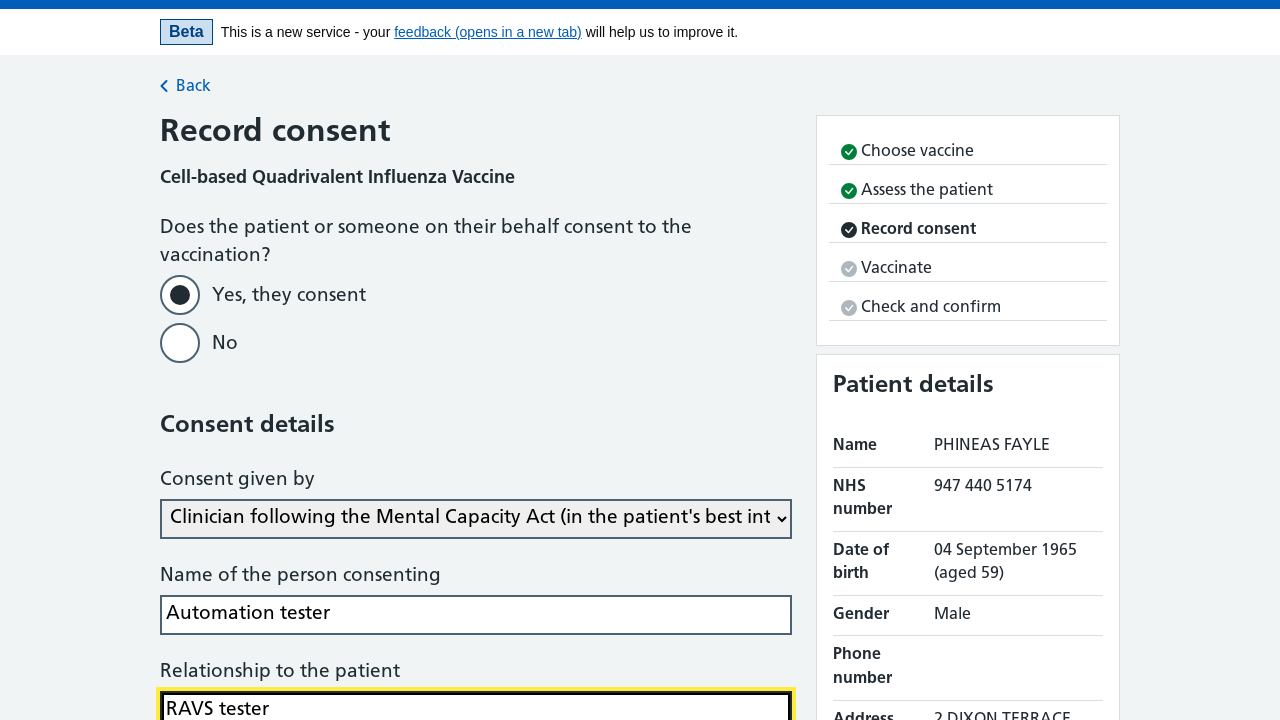 Beta This is a new service - your feedback (opens in a new tab) will help us to improve it.
Back
Record consent
Cell-based Quadrivalent Influenza Vaccine
Does the patient or someone on their behalf consent to the
vaccination?
Yes, they consent
No
Consent details
Consent given by
Clinician following the Mental Capacity Act (in the patient's best int
Name of the person consenting
Automation tester
Relationship to the patient
RAVS tester
Choose vaccine
Assess the patient
Record consent
Vaccinate
Check and confirm
Patient details
Name PHINEAS FAYLE
NHS 947 440 5174
number
Date of 04 September 1965
birth (aged 59)
Gender Male
Phone
number
Address 2 DIXON TERRACE